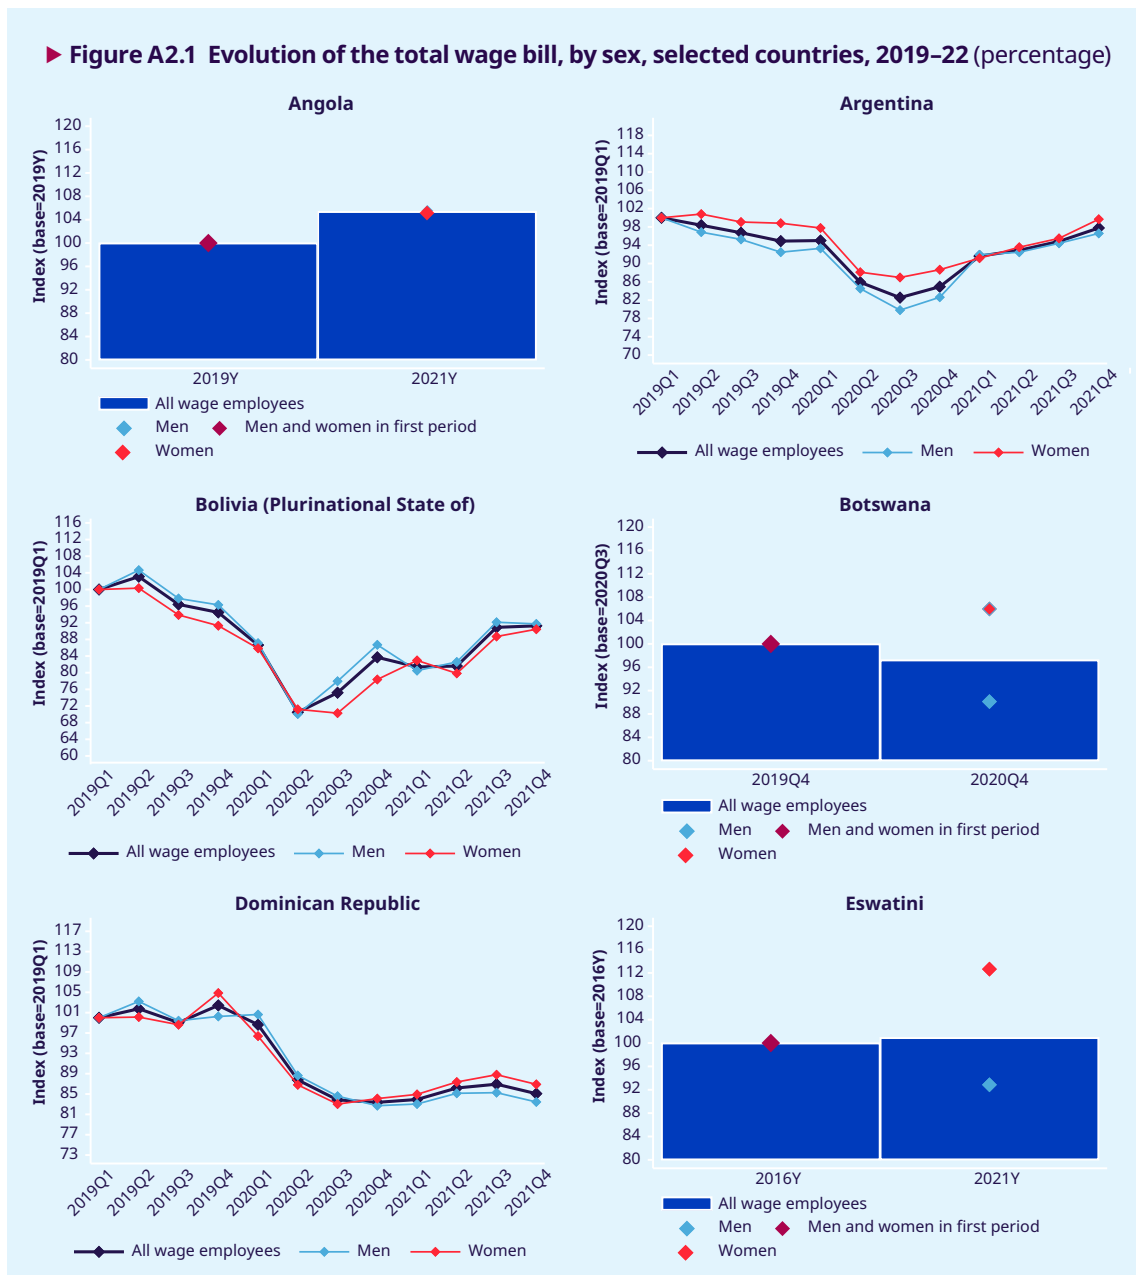 ▶ Figure A2.1 Evolution of the total wage bill, by sex, selected countries, 2019–22 (percentage)
Angola
Index (base=2019Y)
120
116
112
108
104
100
96
92
88
84
80
2019Y 2021Y
All wage employees
Men Men and women in first period
Women
Argentina
Index (base=2019Q1)
118
114
110
106
102
98
94
90
86
82
78
74
70
2019Q1 2019Q2 2019Q3 2019Q4 2020Q1 2020Q2 2020Q3 2020Q4 2021Q1 2021Q2 2021Q3 2021Q4
All wage employees Men Women
Bolivia (Plurinational State of)
Index (base=2019Q1)
116
112
108
104
100
96
92
88
84
80
76
72
68
64
60
2019Q1 2019Q2 2019Q3 2019Q4 2020Q1 2020Q2 2020Q3 2020Q4 2021Q1 2021Q2 2021Q3 2021Q4
All wage employees Men Women
Botswana
Index (base=2020Q3)
120
116
112
108
104
100
96
92
88
84
80
2019Q4 2020Q4
All wage employees
Men Men and women in first period
Women
Dominican Republic
Index (base=2019Q1)
117
113
109
105
101
97
93
89
85
81
77
73
2019Q1 2019Q2 2019Q3 2019Q4 2020Q1 2020Q2 2020Q3 2020Q4 2021Q1 2021Q2 2021Q3 2021Q4
All wage employees Men Women
Eswatini
Index (base=2016Y)
120
116
112
108
104
100
96
92
88
84
80
2016Y 2021Y
All wage employees
Men Men and women in first period
Women